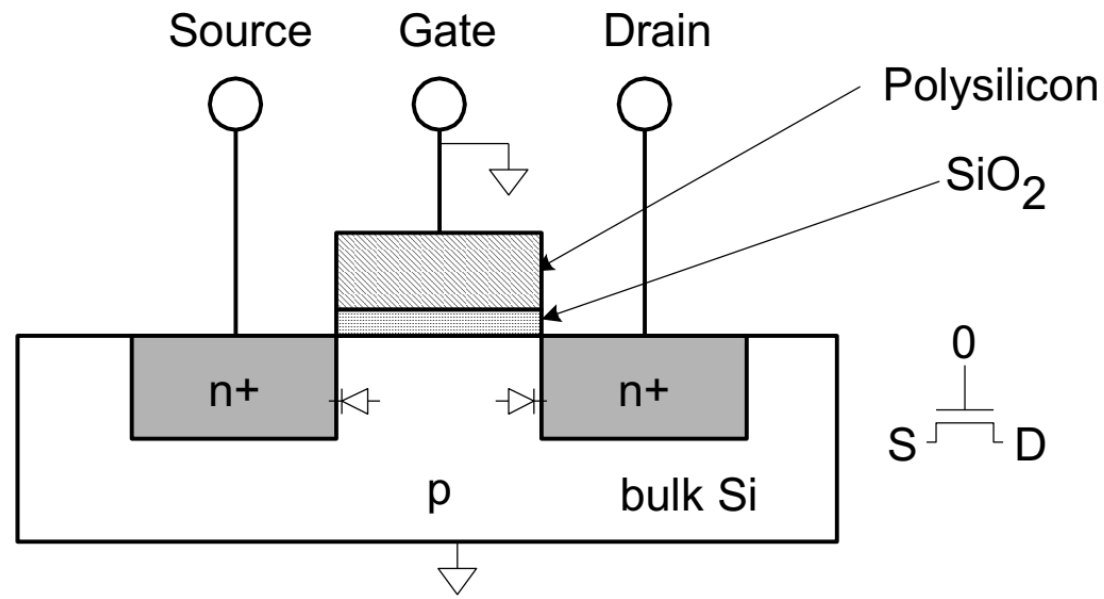 Source Gate Drain
Polysilicon
SiO2
n+ n+
0
S D
p bulk Si